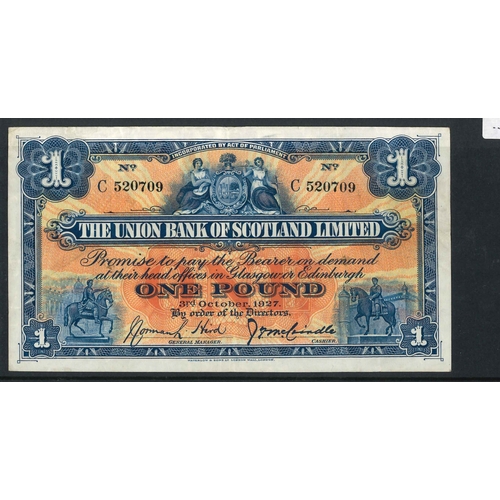 INCORPORATED BY ACT OF PARLIAMENT
1 1
Nº Nº
C 520709 C 520709
THE UNION BANK OF SCOTLAND LIMITED
Promise to pay the Bearer on demand
at their head offices in Glasgow or Edinburgh
ONE POUND
3rd October, 1927.
By order of the Directors,
1 Norman L Hird 1
GENERAL MANAGER. CASHIER.